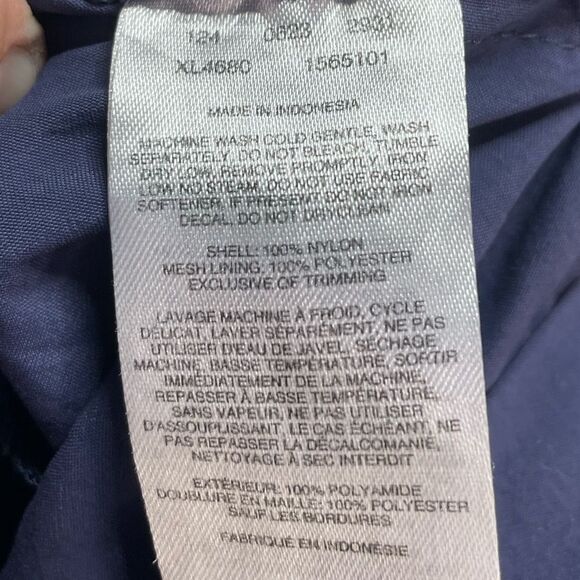 124 0623 2931
XL4680 1565101
MADE IN INDONESIA
MACHINE WASH COLD GENTLE, WASH
SEPARATELY. DO NOT BLEACH, TUMBLE
DRY LOW, REMOVE PROMPTLY. IRON
LOW NO STEAM. DO NOT USE FABRIC
SOFTENER. IF PRESENT DO NOT IRON
DECAL. DO NOT DRYCLEAN
SHELL: 100% NYLON
MESH LINING: 100% POLYESTER
EXCLUSIVE OF TRIMMING
LAVAGE MACHINE À FROID, CYCLE
DÉLICAT, LAVER SÉPARÉMENT, NE PAS
UTILISER D'EAU DE JAVEL, SÉCHAGE
MACHINE, BASSE TEMPÉRATURE, SORTIR
IMMÉDIATEMENT DE LA MACHINE,
REPASSER À BASSE TEMPÉRATURE,
SANS VAPEUR, NE PAS UTILISER
D'ASSOUPLISSANT. LE CAS ÉCHÉANT, NE
PAS REPASSER LA DÉCALCOMANIE,
NETTOYAGE À SEC INTERDIT
EXTÉRIEUR: 100% POLYAMIDE
DOUBLURE EN MAILLE: 100% POLYESTER
SAUF LES BORDURES
FABRIQUÉ EN INDONÉSIE